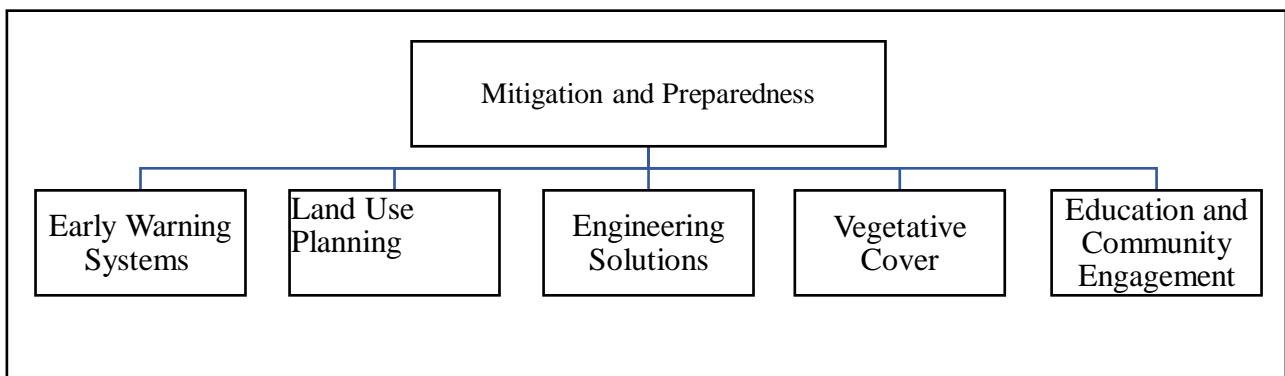 Mitigation and Preparedness
Early Warning
Systems
Land Use
Planning
Engineering
Solutions
Vegetative
Cover
Education and
Community
Engagement